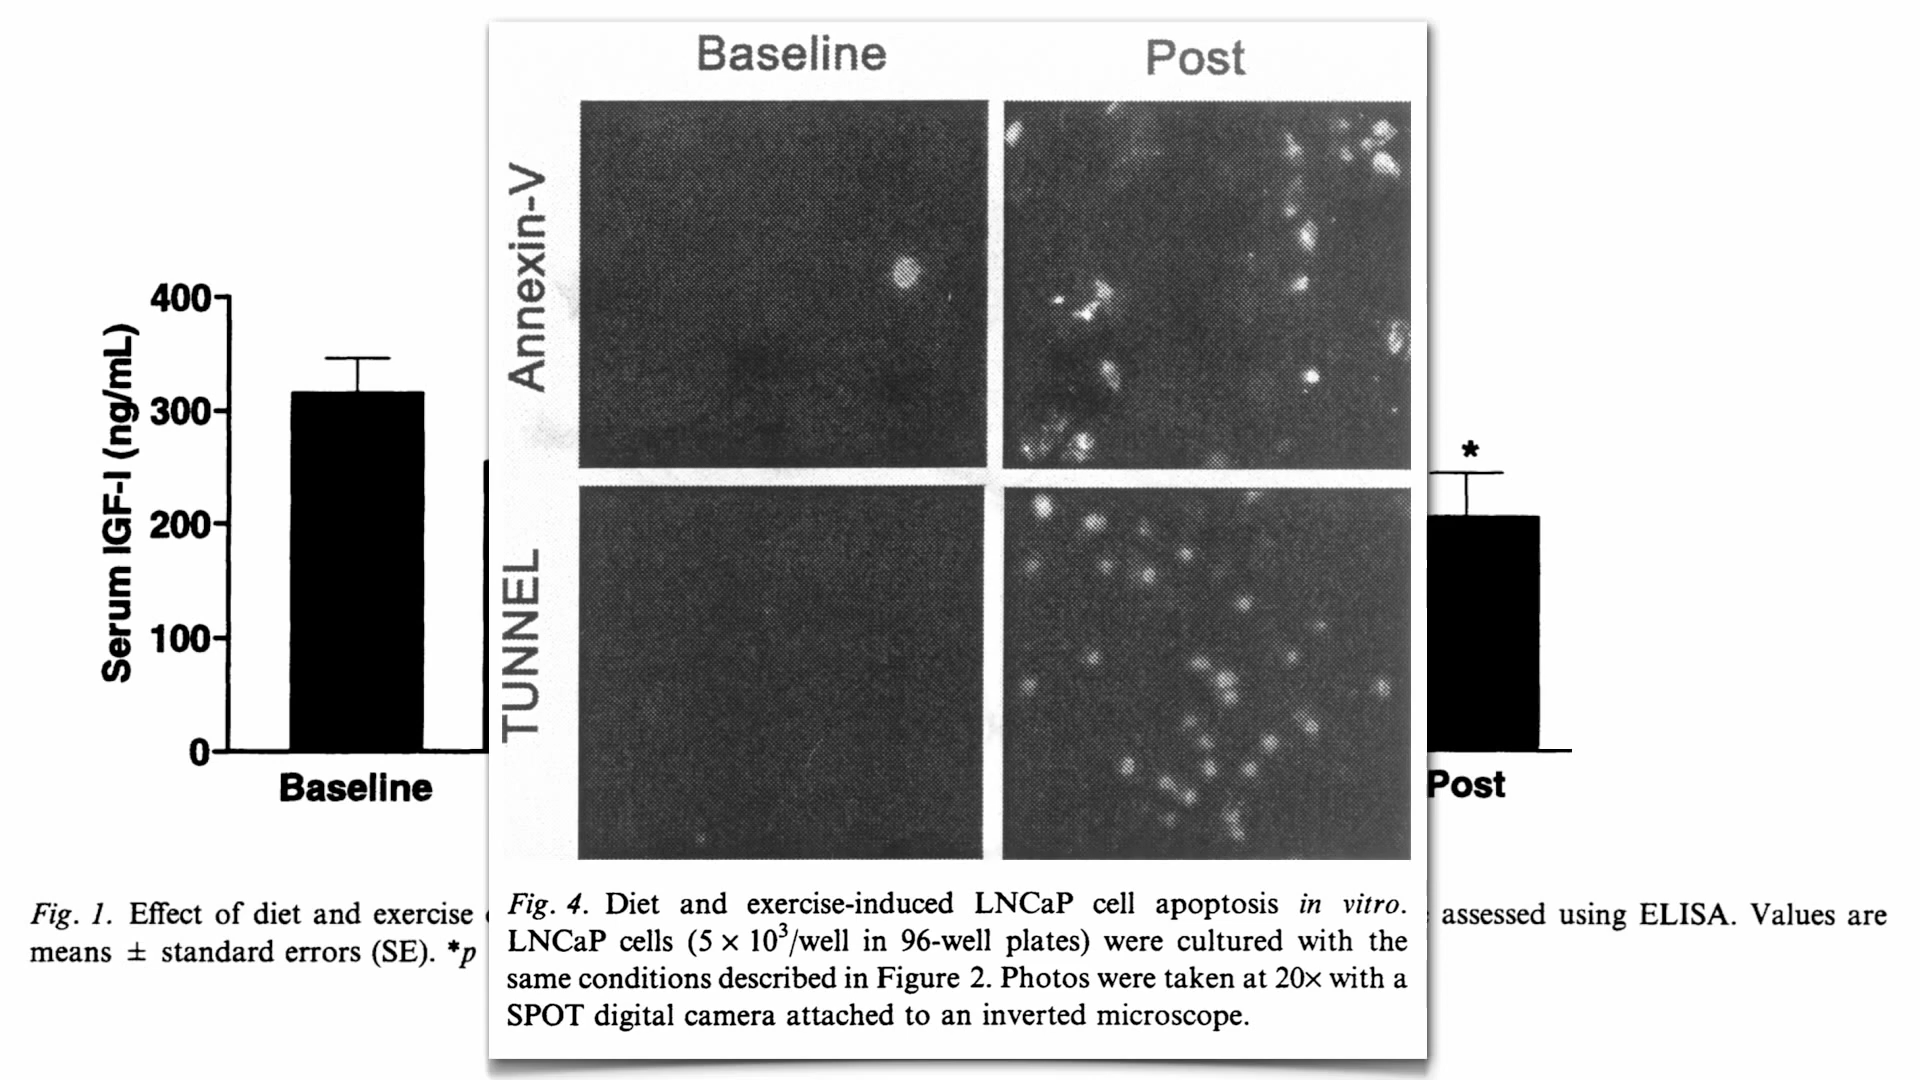 Baseline Post
Annexin-V
TUNNEL
Fig. 4. Diet and exercise-induced LNCaP cell apoptosis in vitro.
LNCaP cells (5 × 10³/well in 96-well plates) were cultured with the
same conditions described in Figure 2. Photos were taken at 20× with a
SPOT digital camera attached to an inverted microscope.
Serum IGF-I (ng/mL)
400
300
200
100
0
*
Baseline
Post
Fig. 1. Effect of diet and exercise
assessed using ELISA. Values are
means ± standard errors (SE). *p